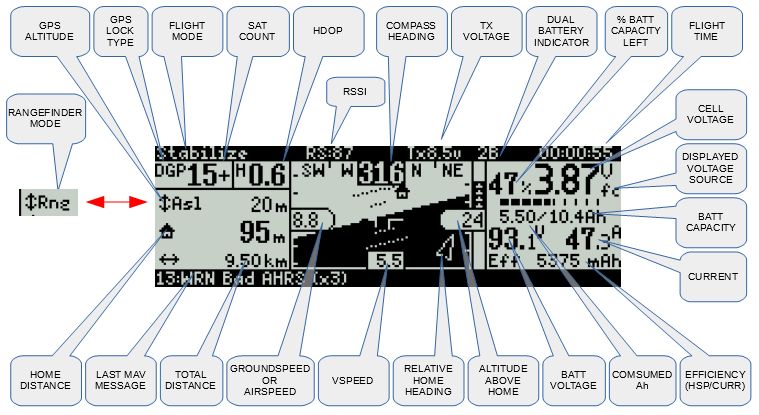 GPS
ALTITUDE
GPS
LOCK
TYPE
FLIGHT
MODE
SAT
COUNT
HDOP
COMPASS
HEADING
TX
VOLTAGE
DUAL
BATTERY
INDICATOR
% BATT
CAPACITY
LEFT
FLIGHT
TIME
RSSI
RANGEFINDER
MODE
CELL
VOLTAGE
DISPLAYED
VOLTAGE
SOURCE
BATT
CAPACITY
CURRENT
↕Rng
Stabilize RS:87 Tx8.5v 2B 00:00:55
DGP 15+ H0.6 SW W 316 N NE 47% 3.87V
fc
↕Asl 20m
8.8 24 5.50/10.4Ah
95m 93.1V 47.3A
↔ 9.50km 5.5 Eff 5375 mAh
13:WRN Bad AHRS (x3)
HOME
DISTANCE
LAST MAV
MESSAGE
TOTAL
DISTANCE
GROUNDSPEED
OR
AIRSPEED
VSPEED
RELATIVE
HOME
HEADING
ALTITUDE
ABOVE
HOME
BATT
VOLTAGE
COMSUMED
Ah
EFFICIENCY
(HSP/CURR)